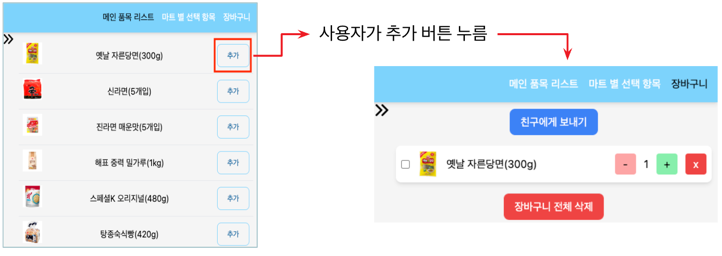 메인 품목 리스트 마트 별 선택 항목 장바구니
옛날 자른당면(300g) 추가
신라면(5개입) 추가
진라면 매운맛(5개입) 추가
해표 중력 밀가루(1kg) 추가
스페셜K 오리지널(480g) 추가
탕종숙식빵(420g) 추가
사용자가 추가 버튼 누름
메인 품목 리스트 마트 별 선택 항목 장바구니
친구에게 보내기
옛날 자른당면(300g) - 1 + x
장바구니 전체 삭제